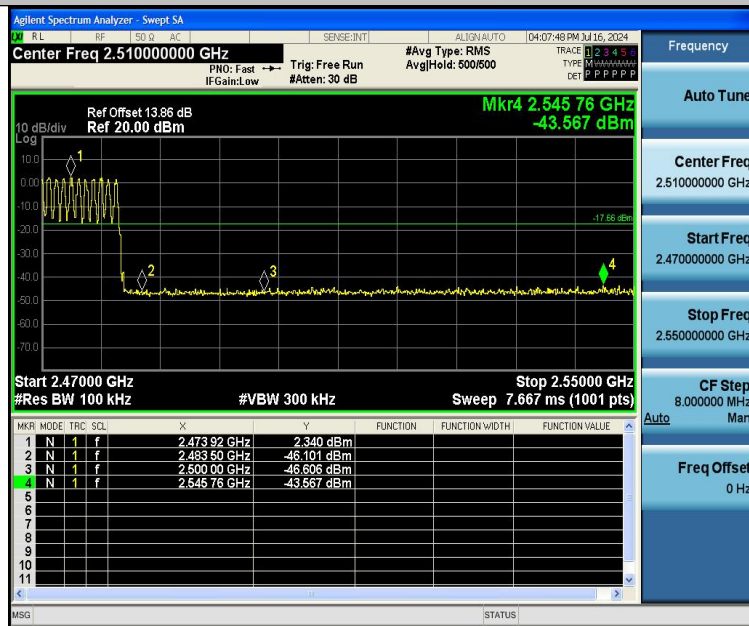 Agilent Spectrum Analyzer - Swept SA
LXI RL RF 50 Ω AC SENSE:INT ALIGN AUTO 04:07:48 PM Jul 16, 2024
Center Freq 2.510000000 GHz
PNO: Fast
IFGain:Low
Trig: Free Run
#Atten: 30 dB
#Avg Type: RMS
Avg|Hold: 500/500
TRACE 1 2 3 4 5 6
TYPE M
DET P P P P P P
Frequency
Auto Tune
Center Freq
2.510000000 GHz
Start Freq
2.470000000 GHz
Stop Freq
2.550000000 GHz
CF Step
8.000000 MHz
Auto Man
Freq Offset
0 Hz
Mkr4 2.545 76 GHz
-43.567 dBm
Ref Offset 13.86 dB
10 dB/div Ref 20.00 dBm
Log
10.0
0.00
-10.0
-20.0
-30.0
-40.0
-50.0
-60.0
-70.0
1
2
3
4
-17.66 dBm
Start 2.47000 GHz Stop 2.55000 GHz
#Res BW 100 kHz #VBW 300 kHz Sweep 7.667 ms (1001 pts)
MKR MODE TRC SCL X Y FUNCTION FUNCTION WIDTH FUNCTION VALUE
1 N 1 f 2.473 92 GHz 2.340 dBm
2 N 1 f 2.483 50 GHz -46.101 dBm
3 N 1 f 2.500 00 GHz -46.606 dBm
4 N 1 f 2.545 76 GHz -43.567 dBm
5
6
7
8
9
10
11
MSG STATUS